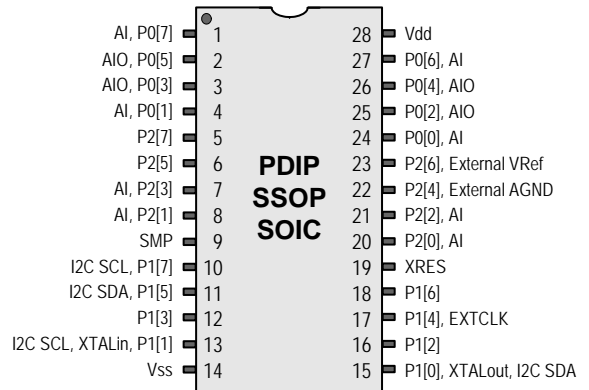 AI, P0[7] 1 28 Vdd
AIO, P0[5] 2 27 P0[6], AI
AIO, P0[3] 3 26 P0[4], AIO
AI, P0[1] 4 25 P0[2], AIO
P2[7] 5 24 P0[0], AI
P2[5] 6 PDIP 23 P2[6], External VRef
AI, P2[3] 7 SSOP 22 P2[4], External AGND
AI, P2[1] 8 SOIC 21 P2[2], AI
SMP 9 20 P2[0], AI
I2C SCL, P1[7] 10 19 XRES
I2C SDA, P1[5] 11 18 P1[6]
P1[3] 12 17 P1[4], EXTCLK
I2C SCL, XTALin, P1[1] 13 16 P1[2]
Vss 14 15 P1[0], XTALout, I2C SDA